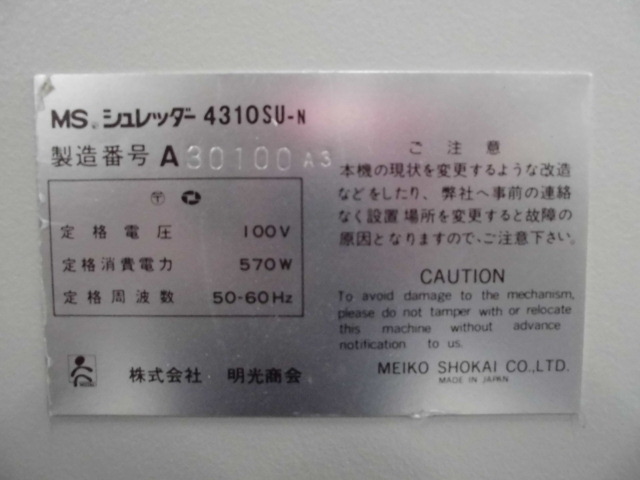 MS. シュレッダー 4310SU-N
製造番号 A30100A3
〒
定格電圧 100V
定格消費電力 570W
定格周波数 50-60Hz
株式会社 明光商会
ご注意
本機の現状を変更するような改造
などをしたり、弊社へ事前の連絡
なく設置場所を変更すると故障の
原因となりますので、ご注意下さい。
CAUTION
To avoid damage to the mechanism,
please do not tamper with or relocate
this machine without advance
notification to us.
MEIKO SHOKAI CO.,LTD.
MADE IN JAPAN